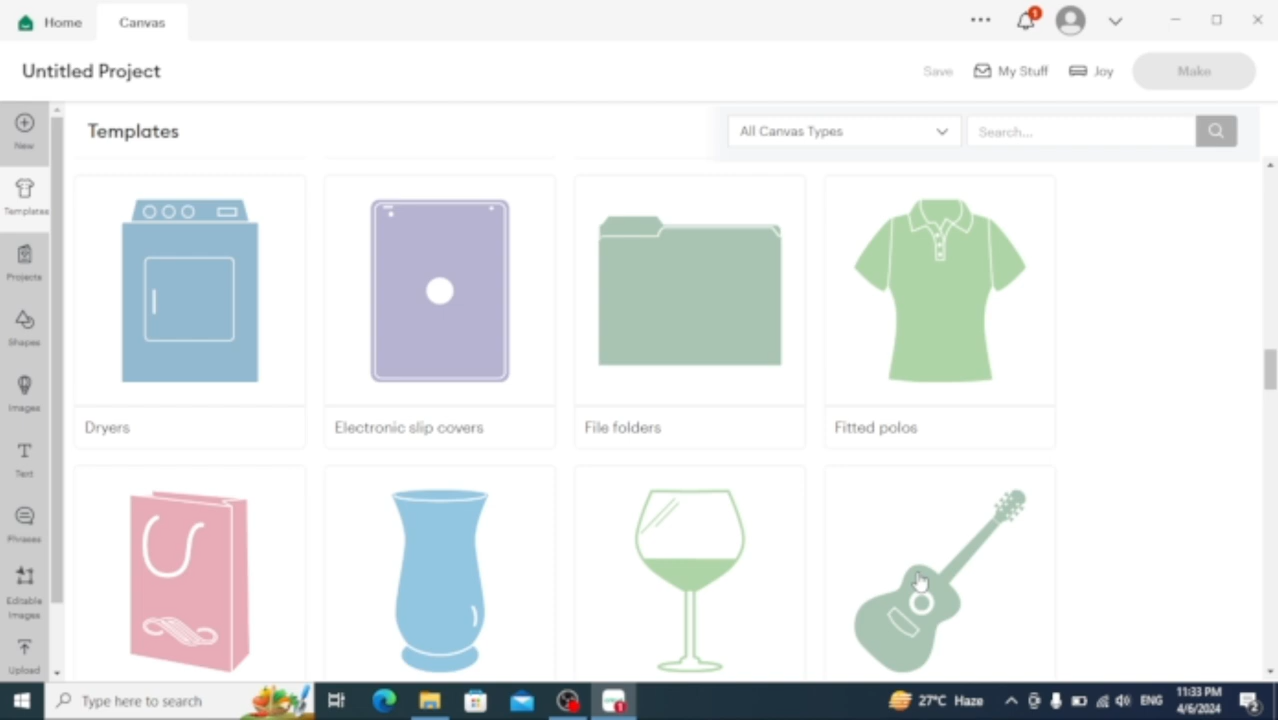 Home
Canvas
1
Untitled Project
Save
My Stuff
Joy
Make
New
Templates
Projects
Shapes
Images
Text
Phrases
Editable
Images
Upload
Templates
All Canvas Types
Search...
Dryers
Electronic slip covers
File folders
Fitted polos
Type here to search
27°C Haze
ENG
11:33 PM
4/6/2024
2